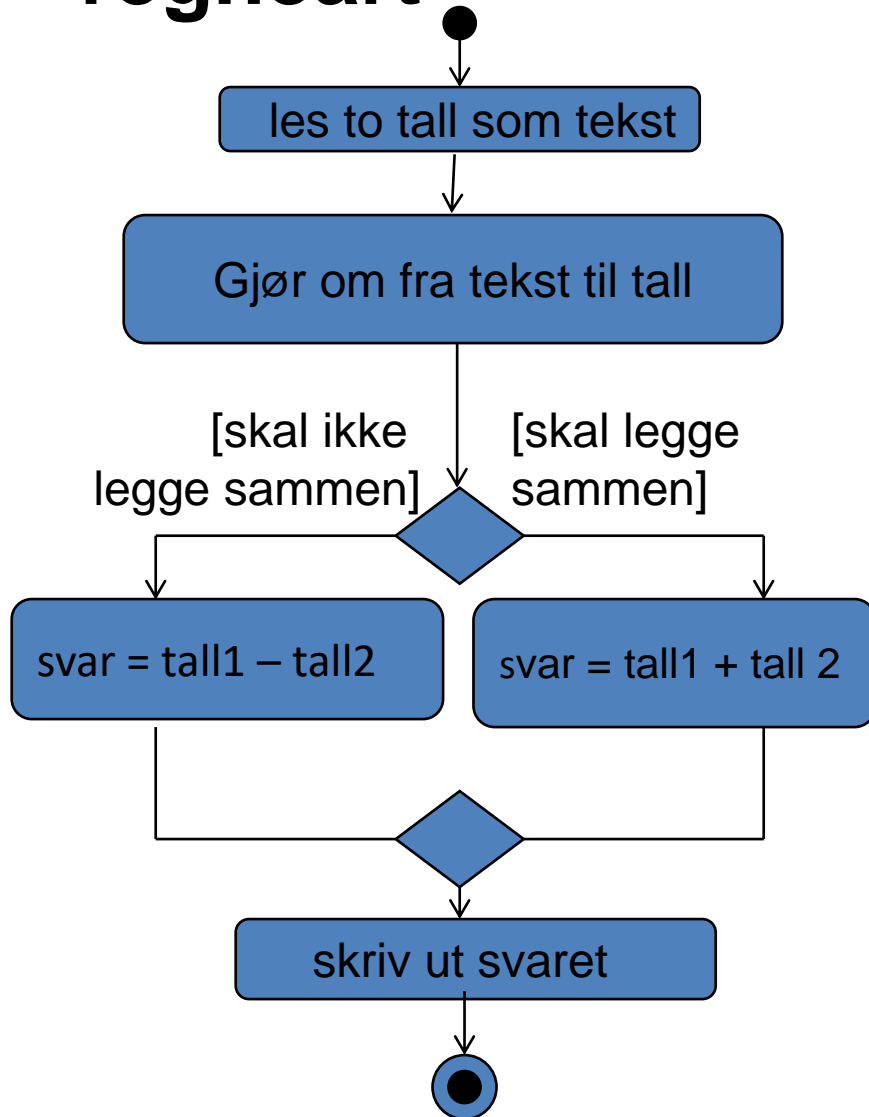 les to tall som tekst
Gjør om fra tekst til tall
[skal ikke
legge sammen]
[skal legge
sammen]
svar = tall1 – tall2
svar = tall1 + tall 2
skriv ut svaret